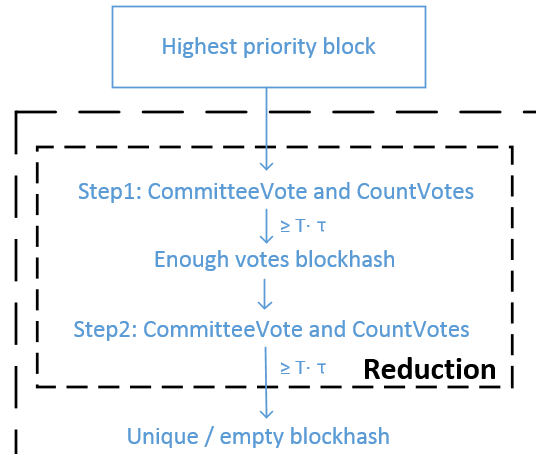 Highest priority block
Step1: CommitteeVote and CountVotes
≥ T· τ
Enough votes blockhash
Step2: CommitteeVote and CountVotes
≥ T· τ
Reduction
Unique / empty blockhash